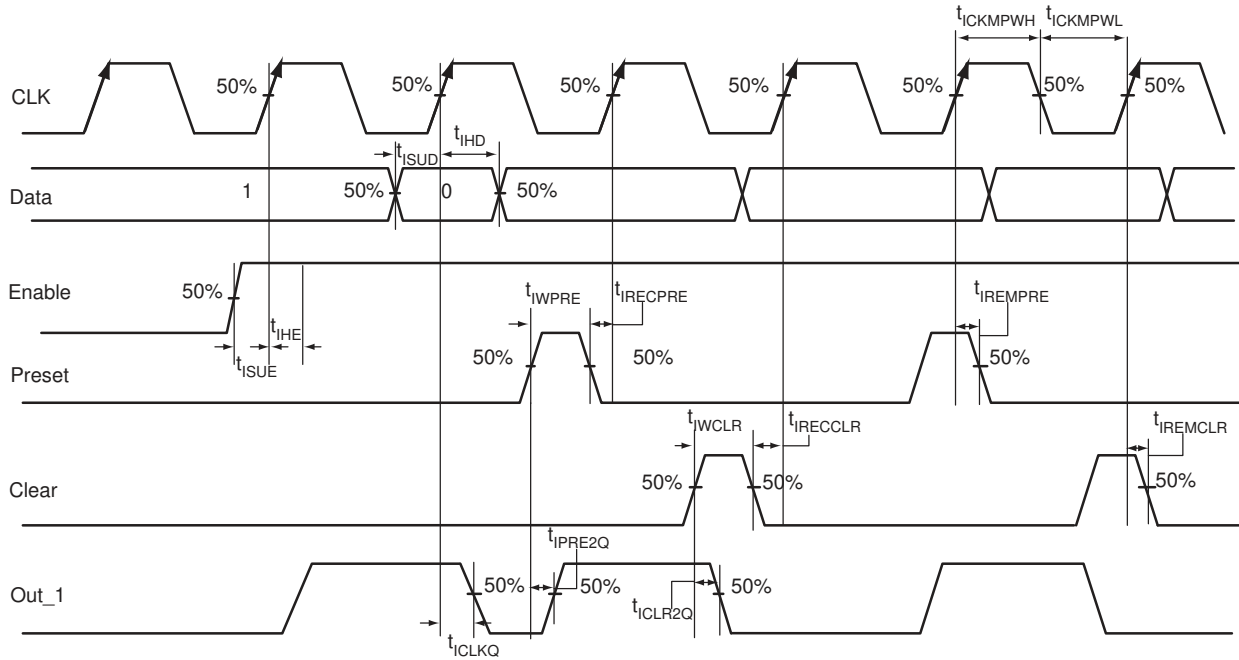 tICKMPWH tICKMPWL
CLK 50% 50% 50% 50% 50% 50% 50%
tISUD tIHD
Data 1 50% 0 50%
Enable 50%
tIHE tISUE
tIWPRE tIRECPRE tIREMPRE
Preset 50% 50% 50%
tIWCLR tIRECCLR tIREMCLR
Clear 50% 50% 50%
tIPRE2Q
Out_1 50% 50% 50%
tICLR2Q
tICLKQ